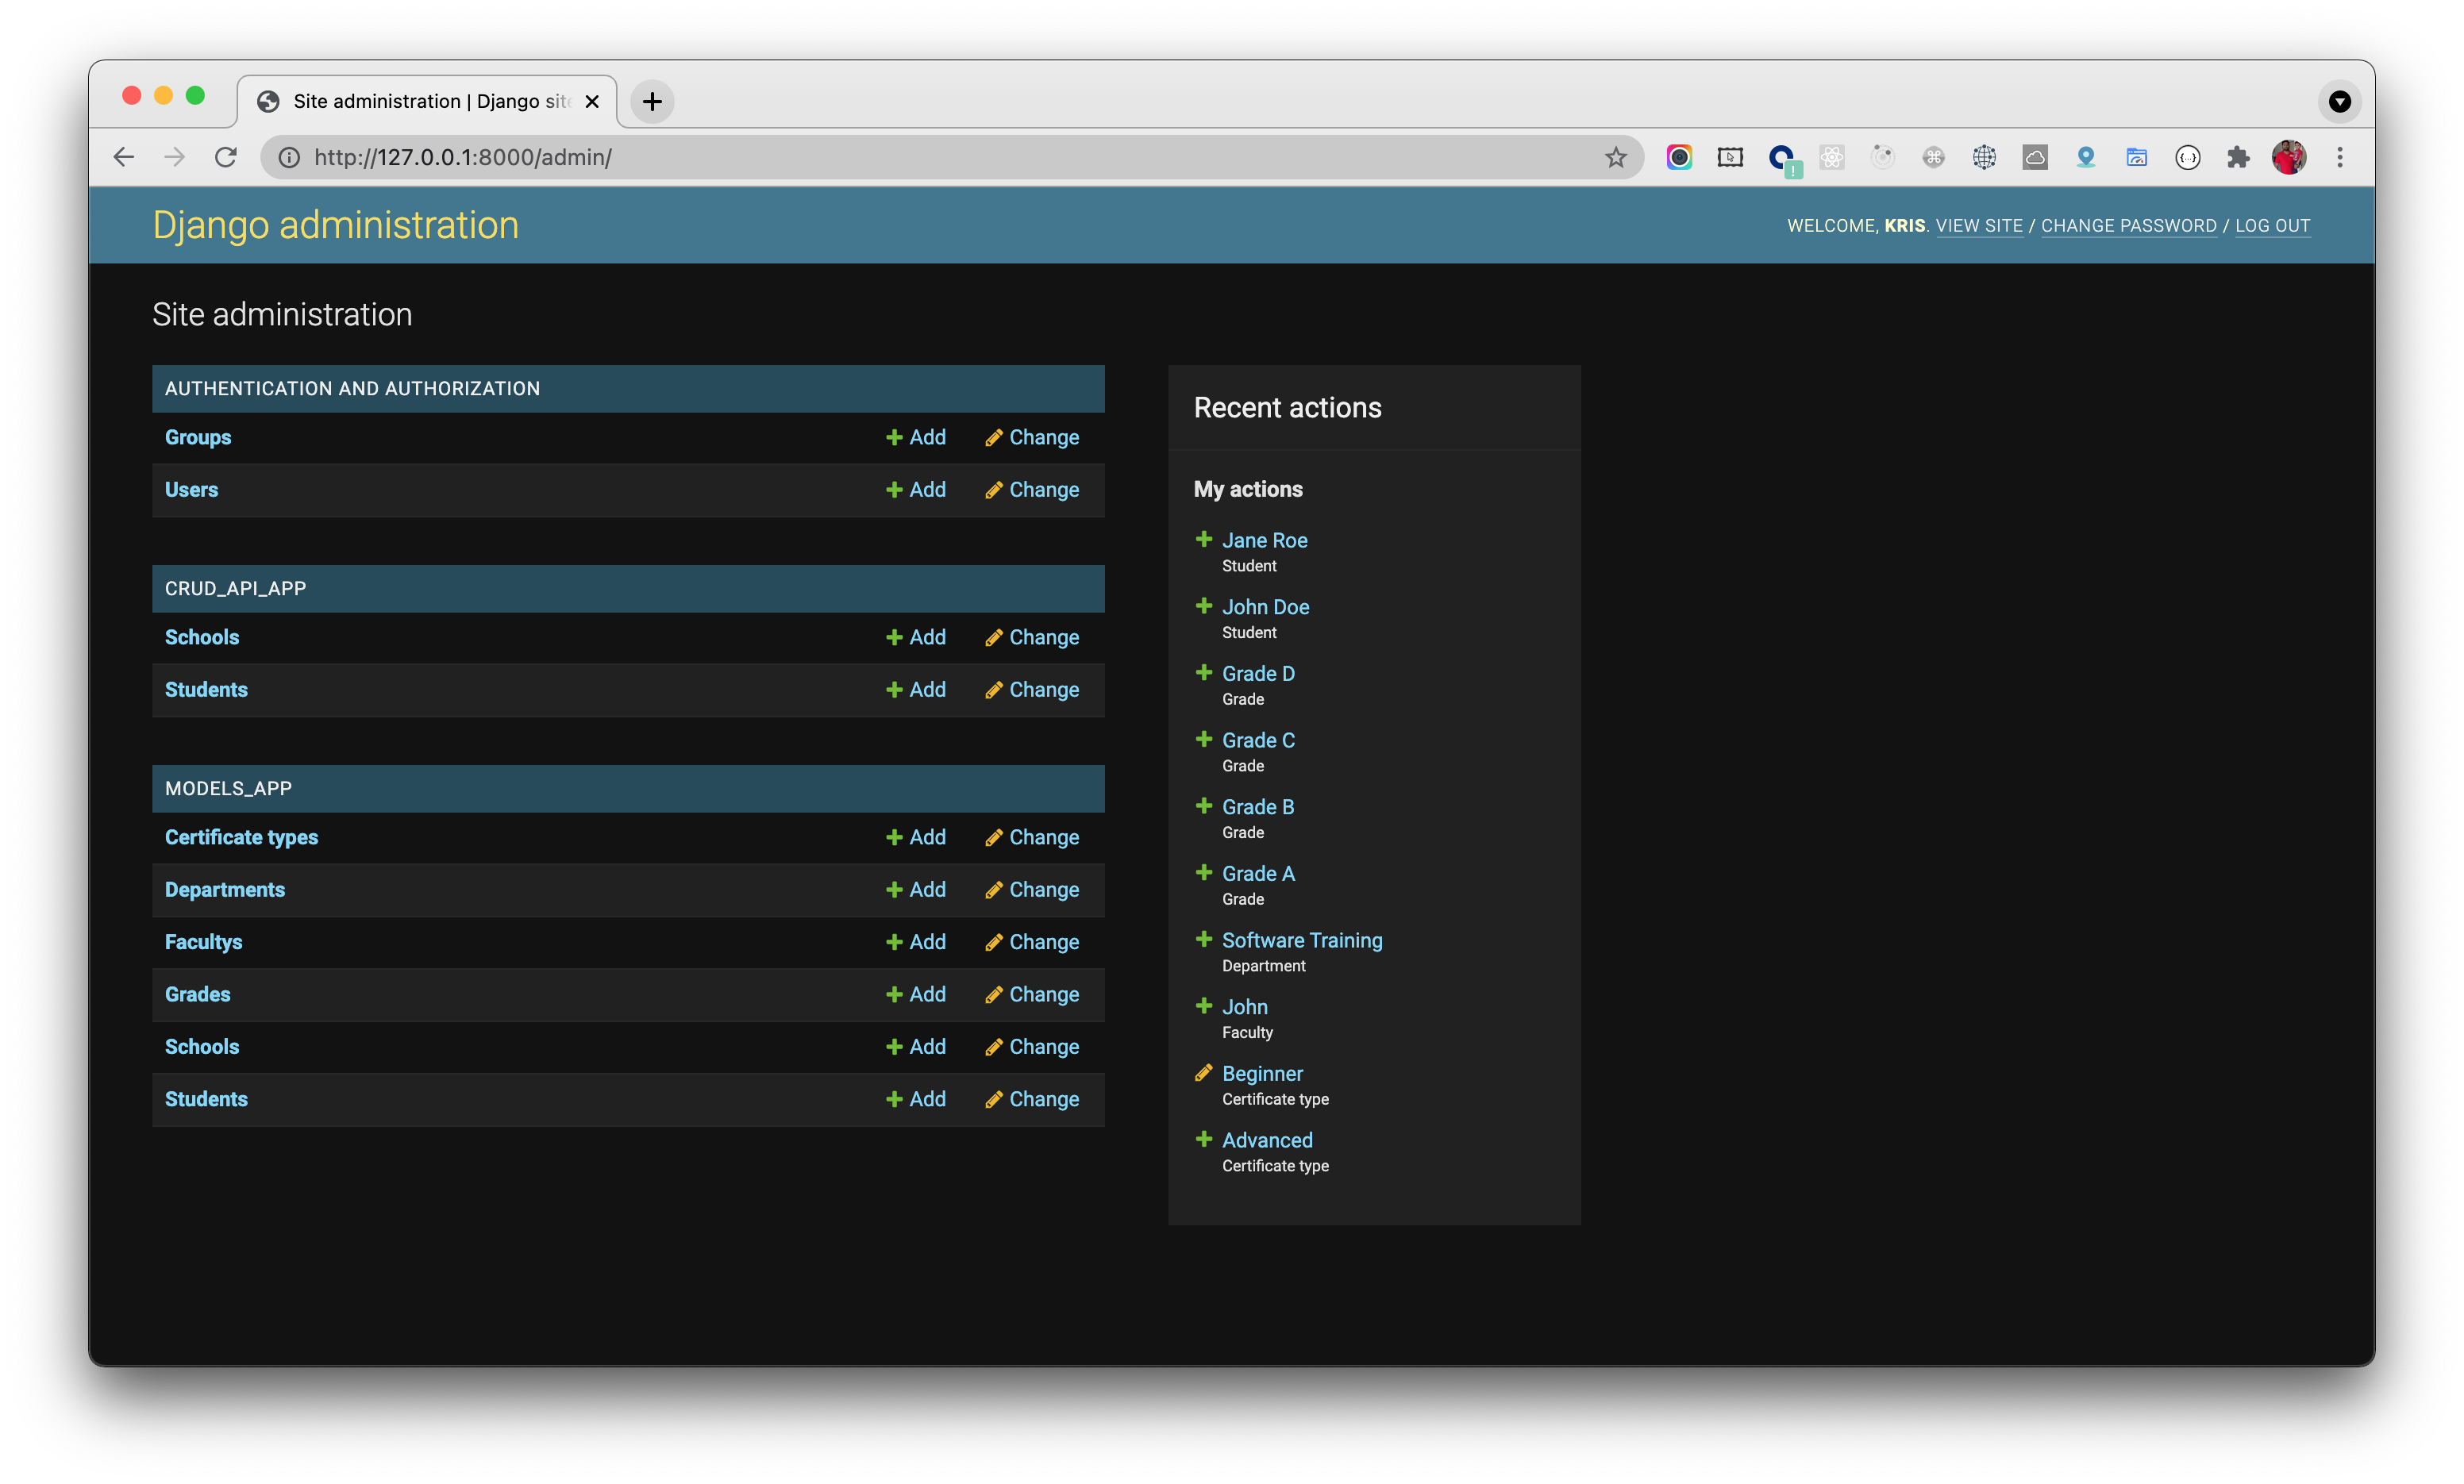 Site administration | Django site
http://127.0.0.1:8000/admin/
Django administration
WELCOME, KRIS. VIEW SITE / CHANGE PASSWORD / LOG OUT
Site administration
AUTHENTICATION AND AUTHORIZATION
Groups Add Change
Users Add Change
CRUD_API_APP
Schools Add Change
Students Add Change
MODELS_APP
Certificate types Add Change
Departments Add Change
Facultys Add Change
Grades Add Change
Schools Add Change
Students Add Change
Recent actions
My actions
Jane Roe
Student
John Doe
Student
Grade D
Grade
Grade C
Grade
Grade B
Grade
Grade A
Grade
Software Training
Department
John
Faculty
Beginner
Certificate type
Advanced
Certificate type